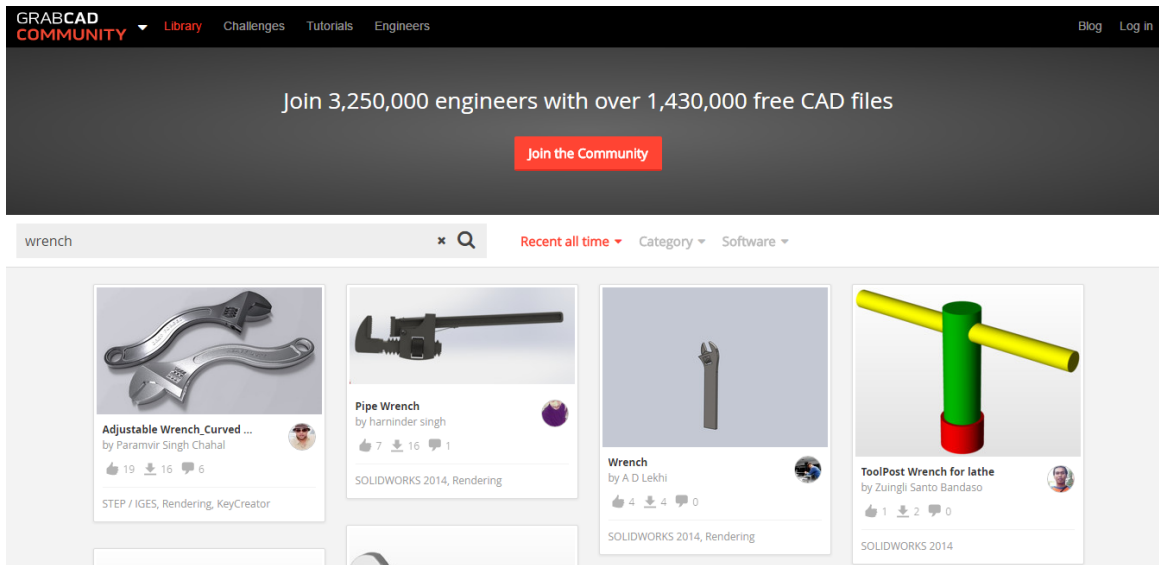 GRABCAD
COMMUNITY
Library Challenges Tutorials Engineers
Blog Log in
Join 3,250,000 engineers with over 1,430,000 free CAD files
Join the Community
wrench
Recent all time Category Software
Adjustable Wrench_Curved ...
by Paramvir Singh Chahal
19 16 6
STEP / IGES, Rendering, KeyCreator
Pipe Wrench
by harninder singh
7 16 1
SOLIDWORKS 2014, Rendering
Wrench
by A D Lekhi
4 4 0
SOLIDWORKS 2014, Rendering
ToolPost Wrench for lathe
by Zuingli Santo Bandaso
1 2 0
SOLIDWORKS 2014